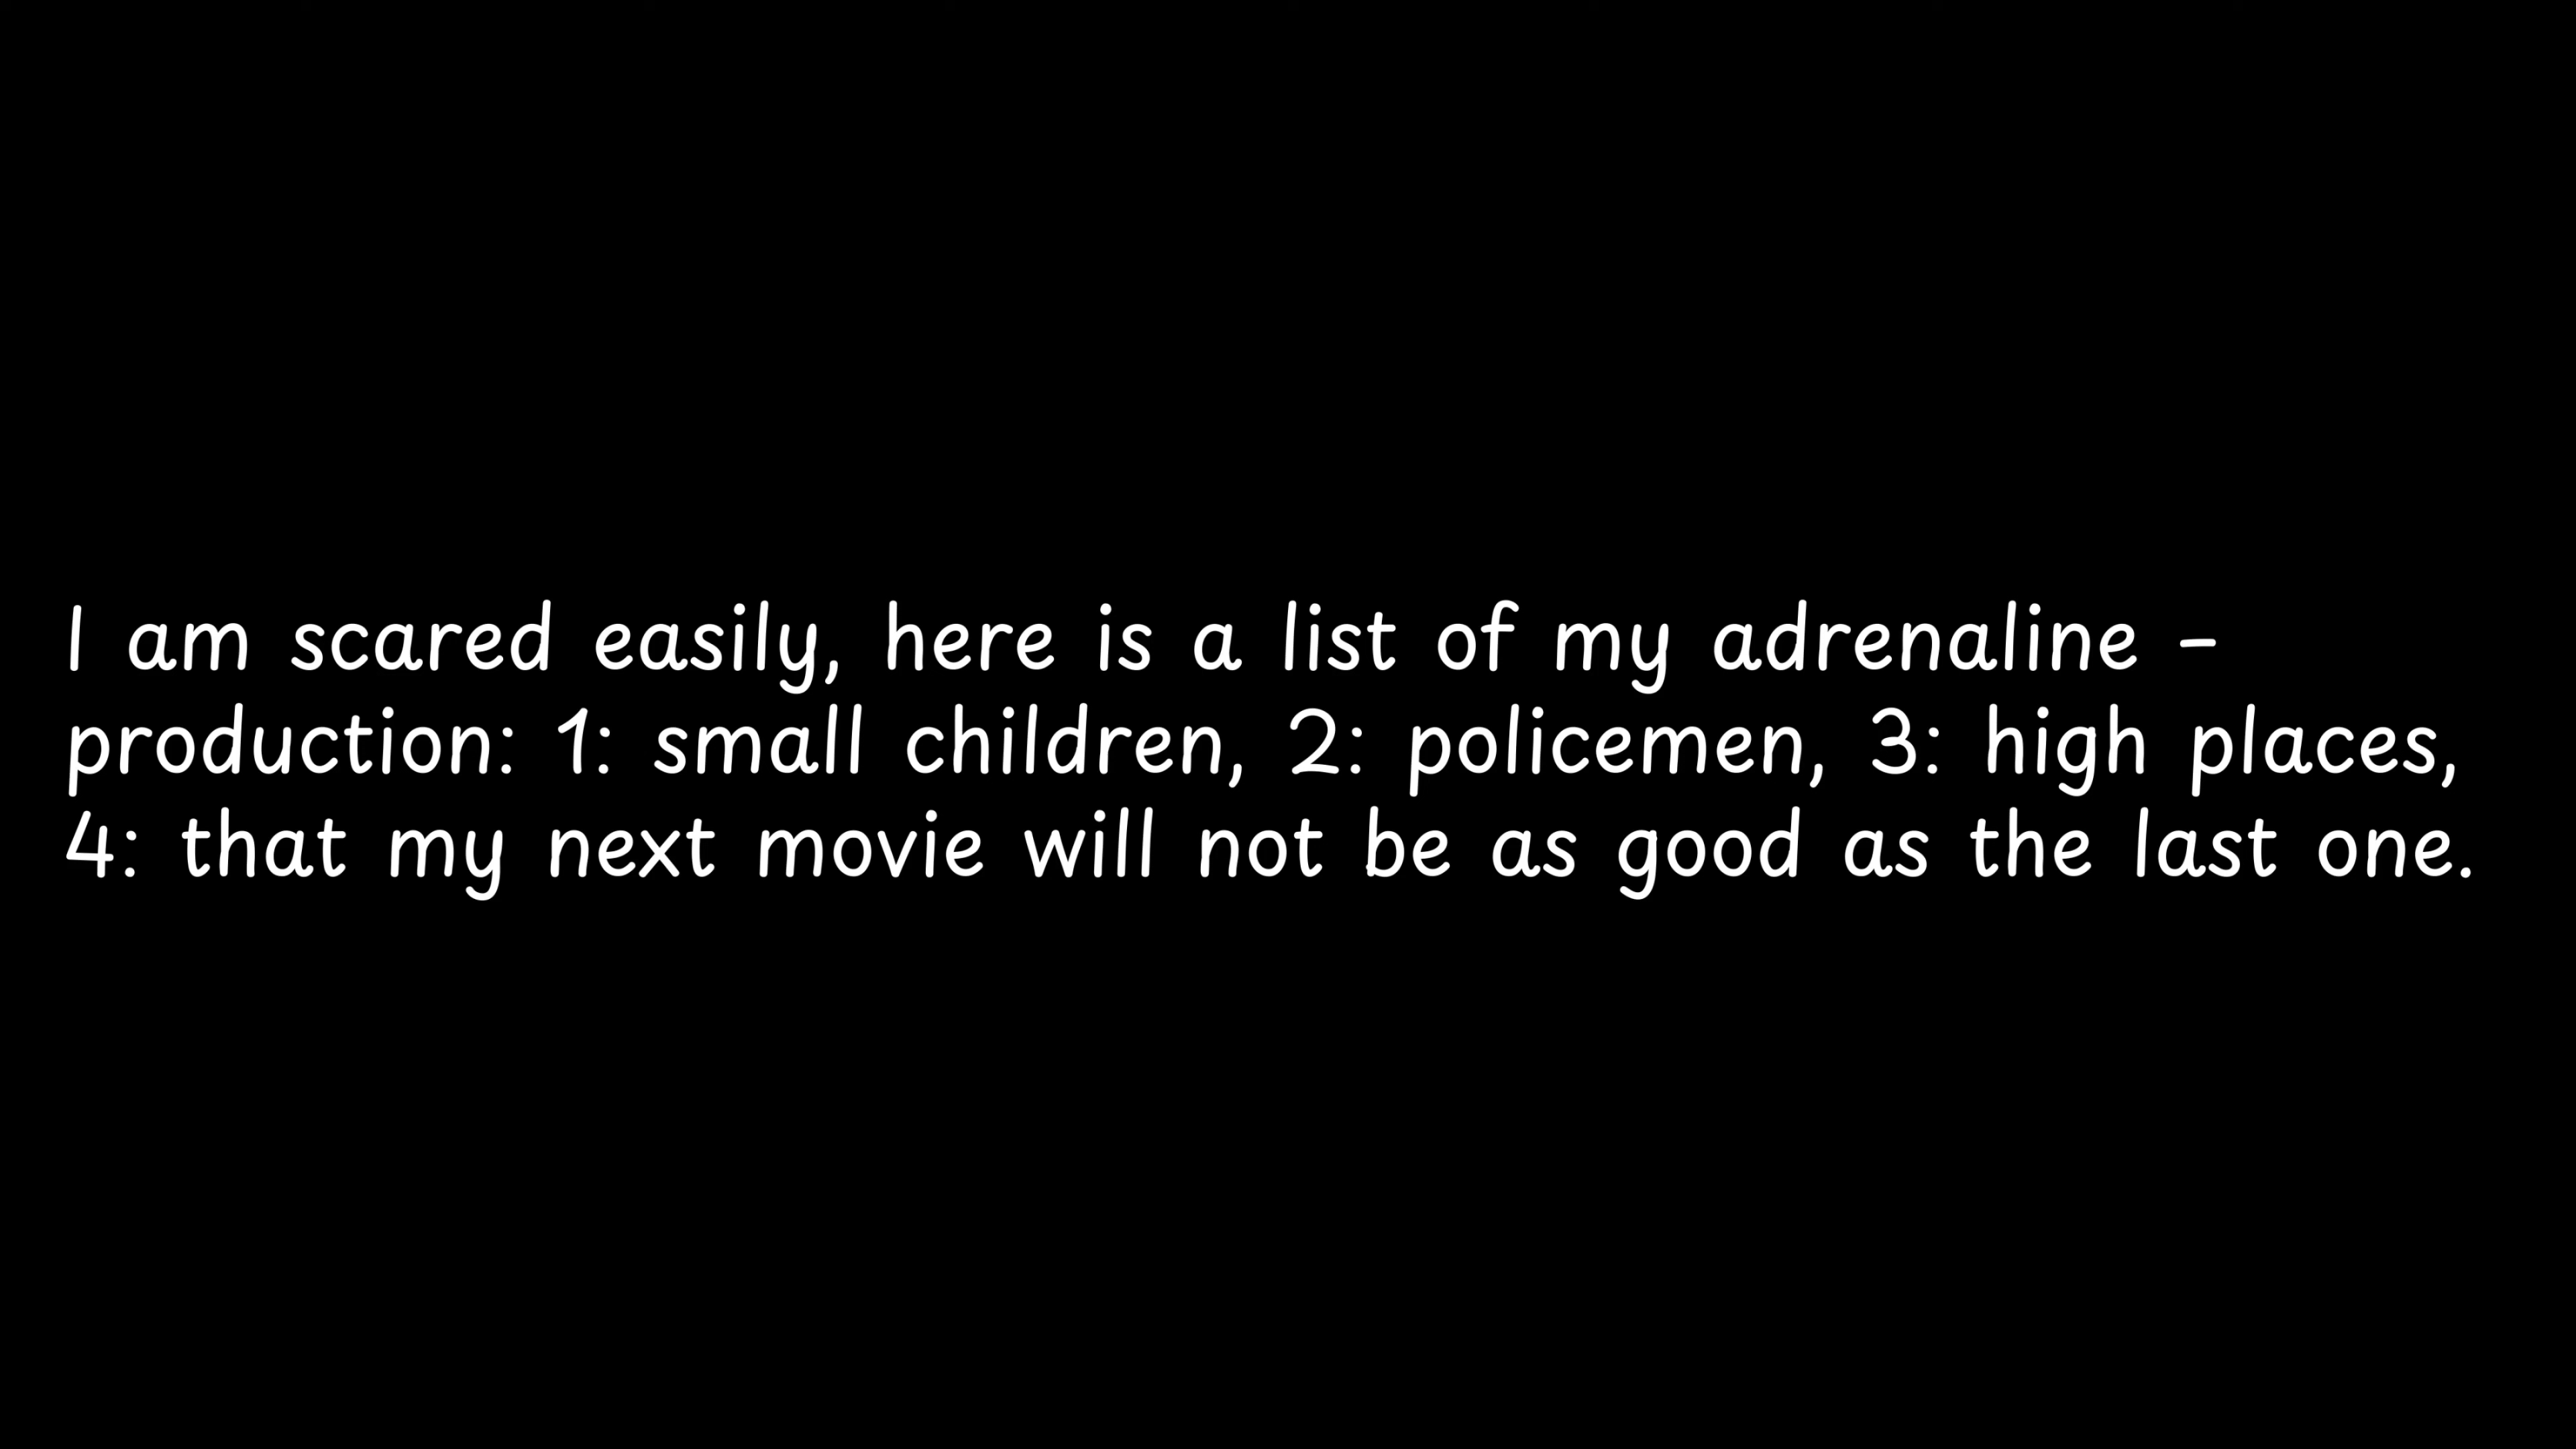 I am scared easily, here is a list of my adrenaline -
production: 1: small children, 2: policemen, 3: high places,
4: that my next movie will not be as good as the last one.